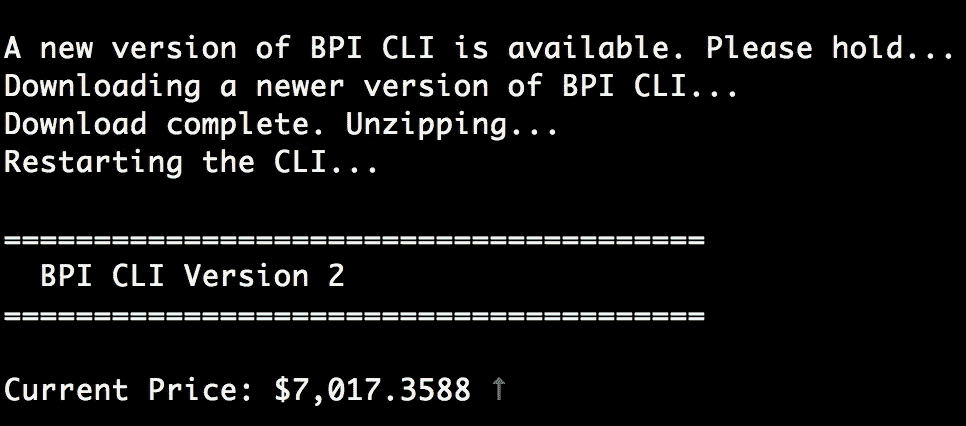 A new version of BPI CLI is available. Please hold...
Downloading a newer version of BPI CLI...
Download complete. Unzipping...
Restarting the CLI...
=======================================
BPI CLI Version 2
=======================================
Current Price: $7,017.3588 ↑